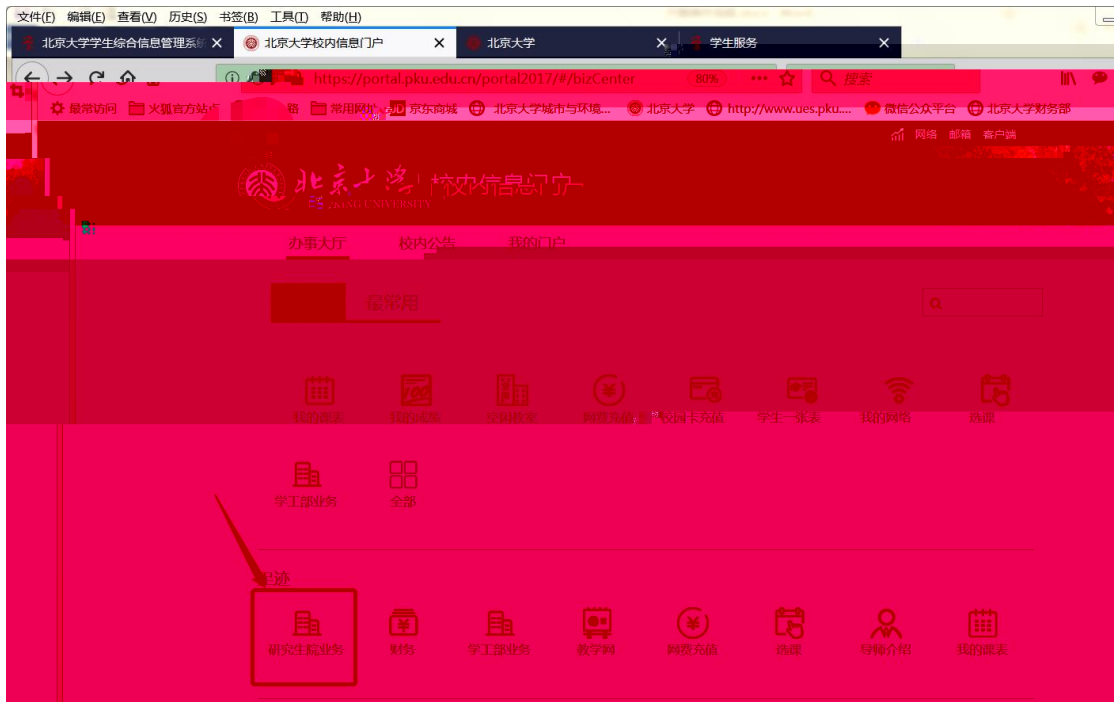 文件(F) 编辑(E) 查看(V) 历史(S) 书签(B) 工具(T) 帮助(H)
北京大学学生综合信息管理系统 北京大学校内信息门户 北京大学 学生服务
https://portal.pku.edu.cn/portal2017/#/bizCenter 80% 搜索
最常访问 火狐官方站点 常用网址 京东商城 北京大学城市与环境... 北京大学 http://www.ues.pku.... 微信公众平台 北京大学财务部
网络 邮箱 客户端
北京大学 校内信息门户
PEKING UNIVERSITY
办事大厅 校内公告 我的门户
最常用
我的课表 我的成绩 空闲教室 网费充值 校园卡充值 学生一张表 我的网络 选课
学工部业务 全部
足迹
研究生院业务 财务 学工部业务 教学网 网费充值 选课 导师介绍 我的课表